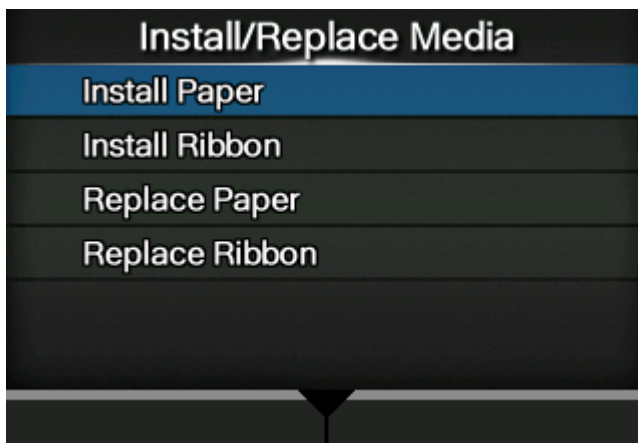 Install/Replace Media
Install Paper
Install Ribbon
Replace Paper
Replace Ribbon